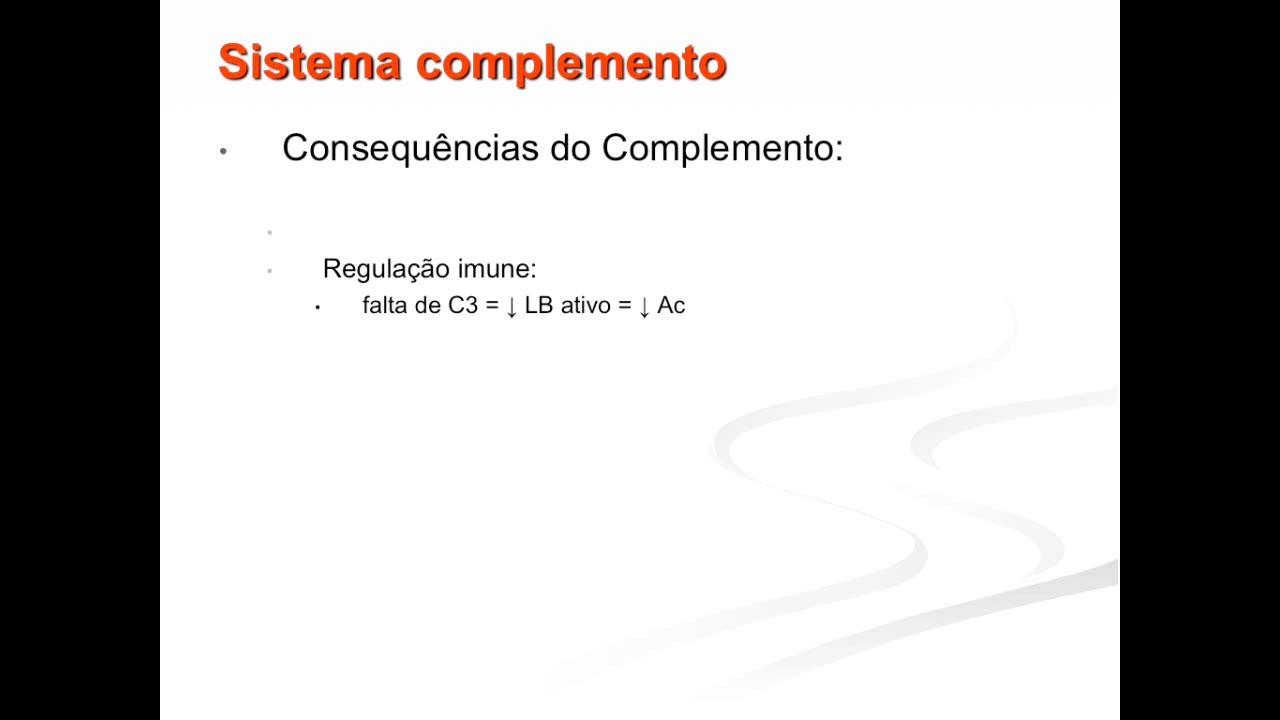 Sistema complemento
• Consequências do Complemento:
•
• Regulação imune:
• falta de C3 = ↓ LB ativo = ↓ Ac